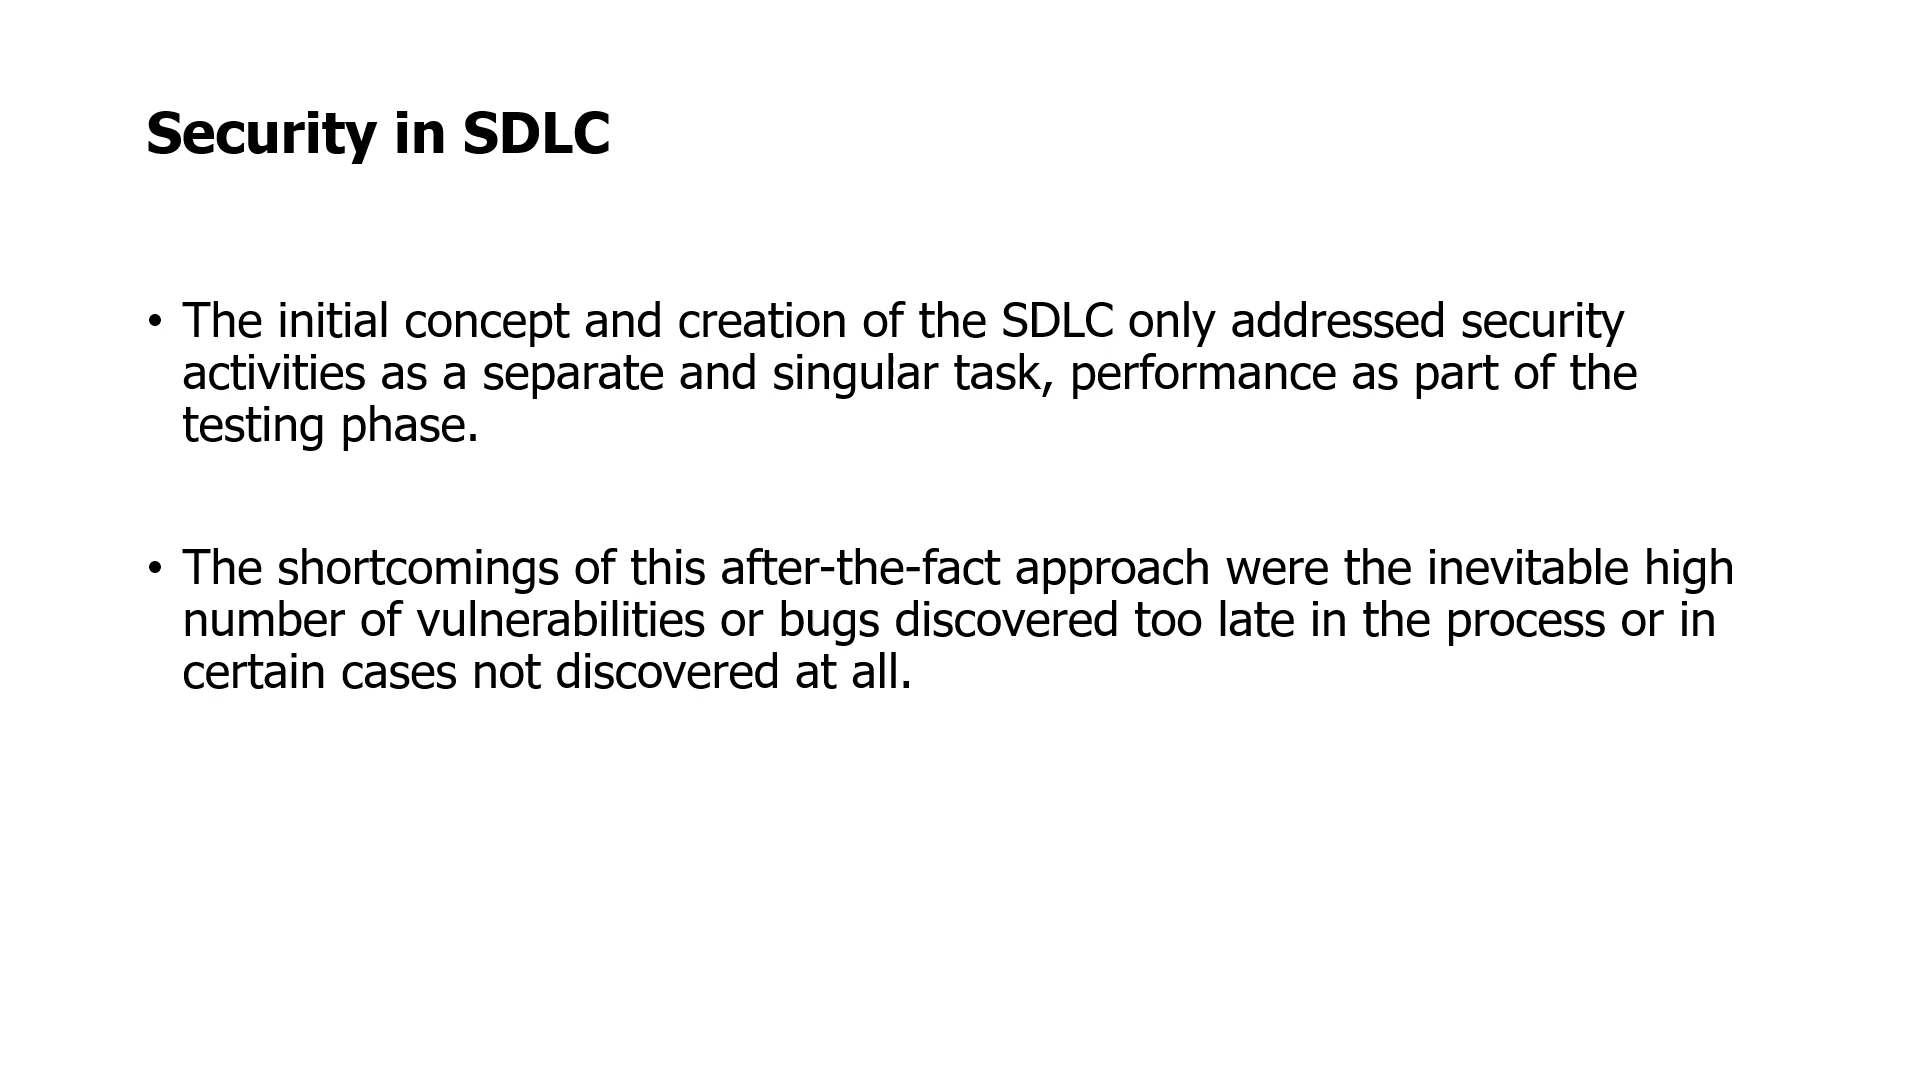 Security in SDLC
• The initial concept and creation of the SDLC only addressed security
activities as a separate and singular task, performance as part of the
testing phase.
• The shortcomings of this after-the-fact approach were the inevitable high
number of vulnerabilities or bugs discovered too late in the process or in
certain cases not discovered at all.